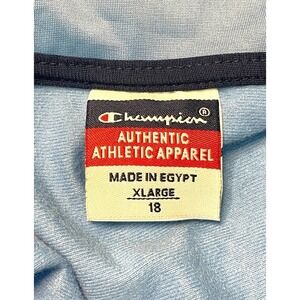 Champion®
AUTHENTIC
ATHLETIC APPAREL
MADE IN EGYPT
XLARGE
18